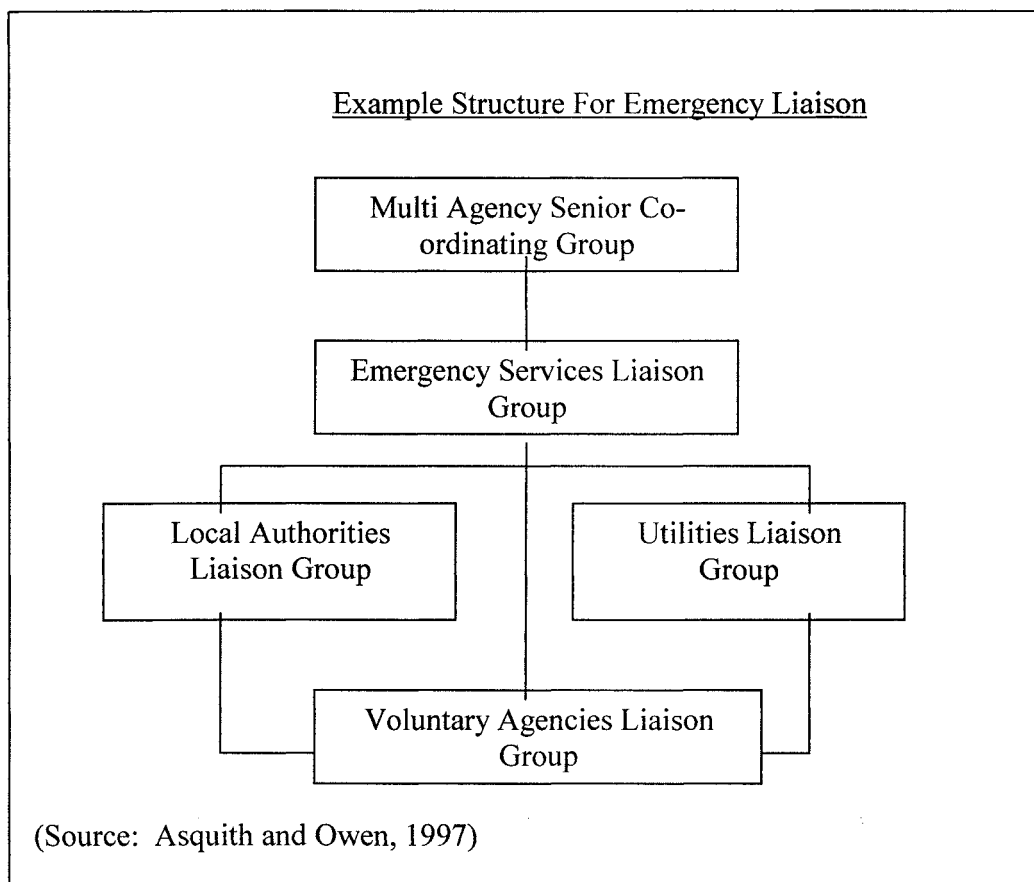 Example Structure For Emergency Liaison
Multi Agency Senior Co-
ordinating Group
Emergency Services Liaison
Group
Local Authorities
Liaison Group
Utilities Liaison
Group
Voluntary Agencies Liaison
Group
(Source: Asquith and Owen, 1997)